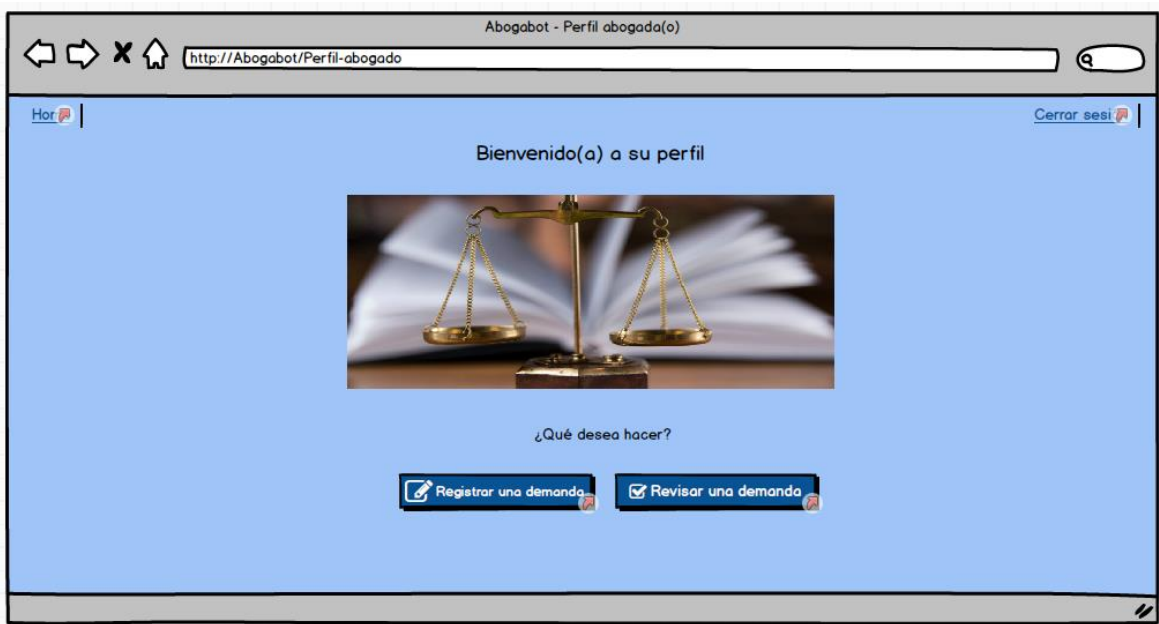 Abogabot - Perfil abogada(o)
http://Abogabot/Perfil-abogado
Hor
Cerrar sesi
Bienvenido(a) a su perfil
¿Qué desea hacer?
Registrar una demanda
Revisar una demanda